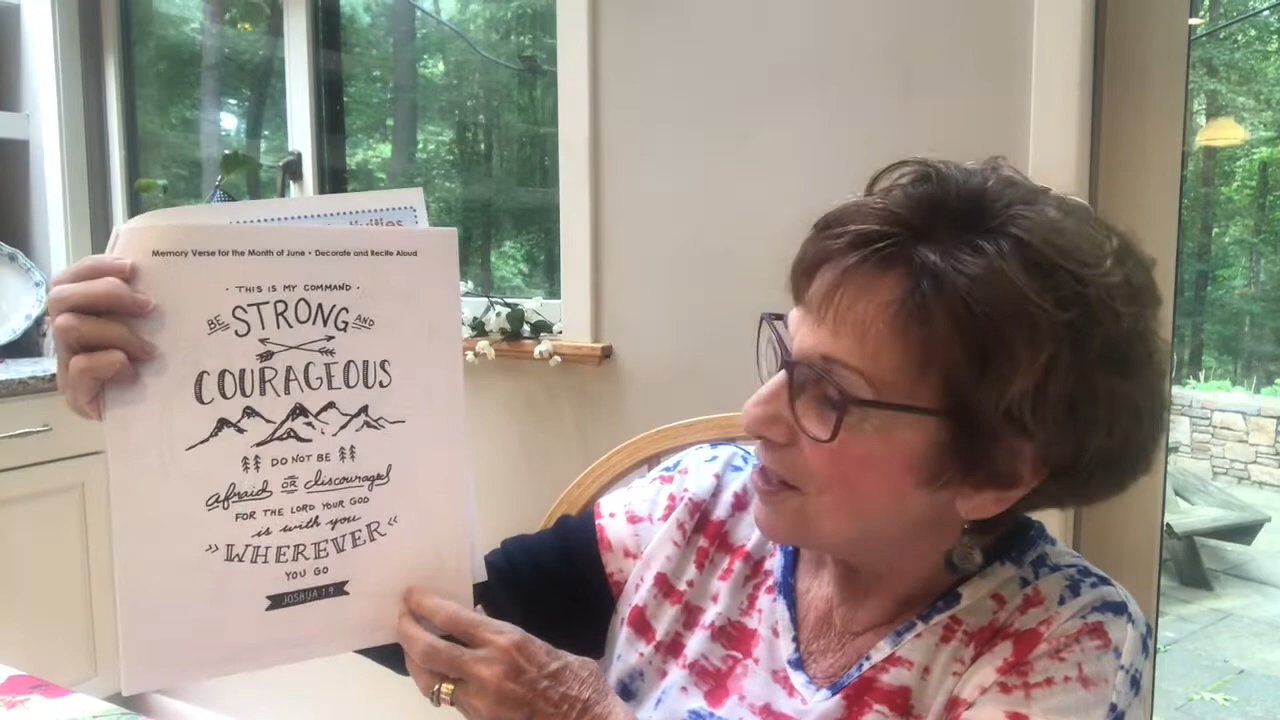 Memory Verse for the Month of June • Decorate and Recite Aloud
· THIS IS MY COMMAND ·
BE STRONG AND
COURAGEOUS
DO NOT BE
afraid OR discouraged
FOR THE LORD YOUR GOD
is with you
WHEREVER
YOU GO
JOSHUA 1:9